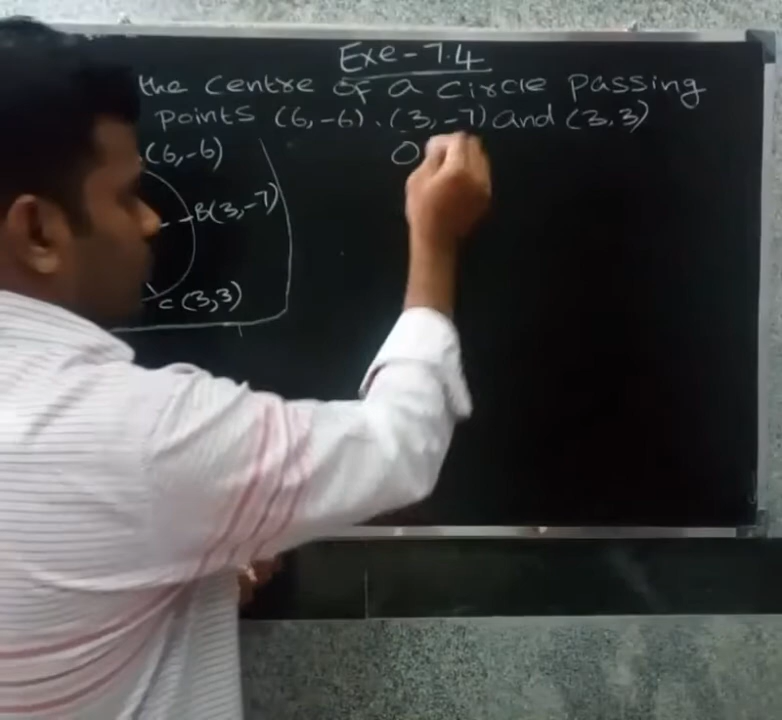 Exe-7.4
the centre of a circle passing
points (6,-6), (3,-7) and (3,3)
(6,-6)
O
B(3,-7)
C(3,3)